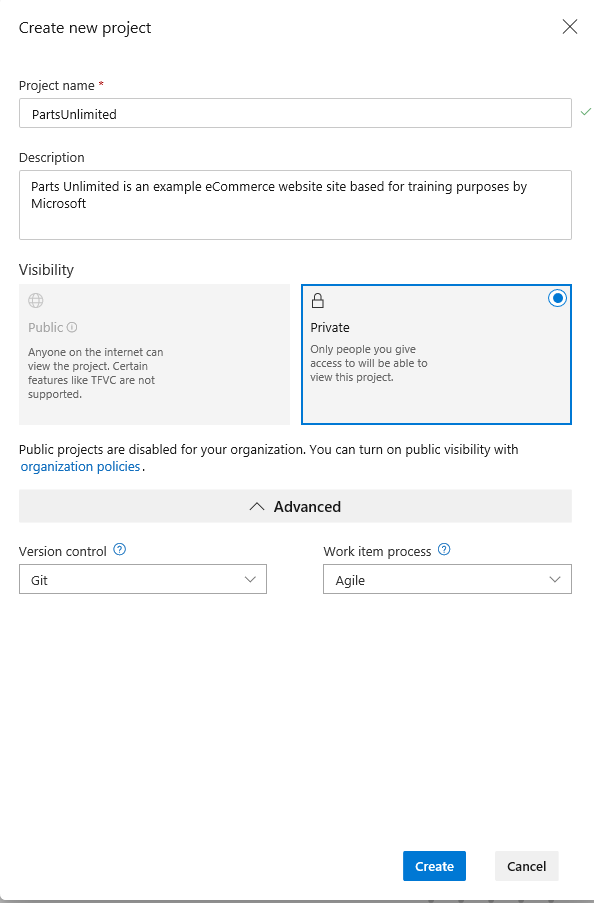 Create new project
Project name *
PartsUnlimited
Description
Parts Unlimited is an example eCommerce website site based for training purposes by
Microsoft
Visibility
Public
Anyone on the internet can
view the project. Certain
features like TFVC are not
supported.
Private
Only people you give
access to will be able to
view this project.
Public projects are disabled for your organization. You can turn on public visibility with
organization policies.
Advanced
Version control ?
Work item process ?
Git
Agile
Create
Cancel